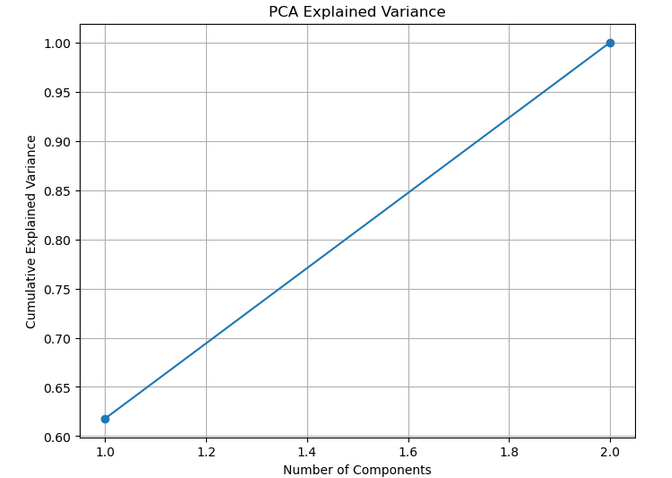 PCA Explained Variance
Cumulative Explained Variance
1.00
0.95
0.90
0.85
0.80
0.75
0.70
0.65
0.60
1.0 1.2 1.4 1.6 1.8 2.0
Number of Components